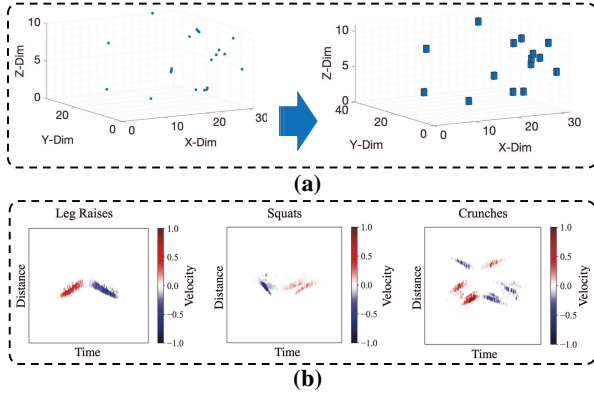 10
5
0
Z-Dim
20
0
Y-Dim
0
10
20
30
X-Dim
10
5
0
Z-Dim
40
20
0
Y-Dim
0
10
20
30
X-Dim
(a)
Leg Raises
Squats
Crunches
Distance
Time
1.0
0.5
0.0
−0.5
−1.0
Velocity
Distance
Time
1.0
0.5
0.0
−0.5
−1.0
Velocity
Distance
Time
1.0
0.5
0.0
−0.5
−1.0
Velocity
(b)